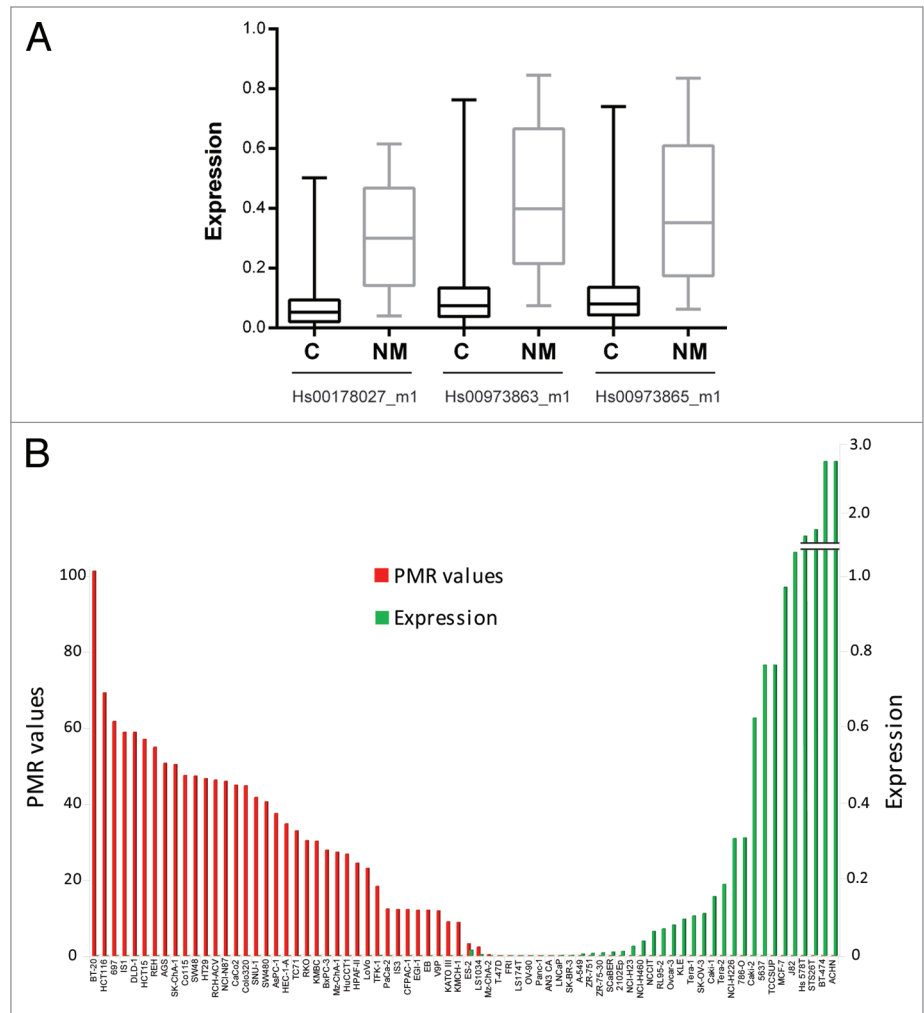 A
Expression
1.0
0.8
0.6
0.4
0.2
0.0
C NM C NM C NM
Hs00178027_m1 Hs00973863_m1 Hs00973865_m1
B
PMR values
100
80
60
40
20
0
PMR values
Expression
3.0
2.0
1.0
0.8
0.6
0.4
0.2
0
Expression
BT-20
HCT116
697
IS1
DLD-1
HCT15
REH
AGS
SK-ChA-1
Co115
SW48
HT29
RCH-ACV
NCI-N87
CaCo2
Colo320
SNU-1
SW480
AsPC-1
HEC-1-A
TC71
RKO
KMBC
BxPC-3
Mz-ChA-1
HuCCT1
HPAF-II
LoVo
TFK-1
PaCa-2
IS3
CFPAC-1
EGI-1
EB
V9P
KATO III
KMCH-1
ES-2
LS1034
Mz-ChA-2
T-47D
FRI
LS174T
OV-90
Panc-1
AN3 CA
LNCaP
SK-BR-3
A-549
ZR-751
ZR-75-30
SCaBER
2102Ep
NCI-H23
NCI-H460
NCCIT
RL95-2
Ovcar-3
KLE
Tera-1
SK-OV-3
Caki-1
Tera-2
NCI-H226
786-O
Caki-2
5637
TCCSUP
MCF-7
J82
Hs 578T
STS26T
BT-474
ACHN